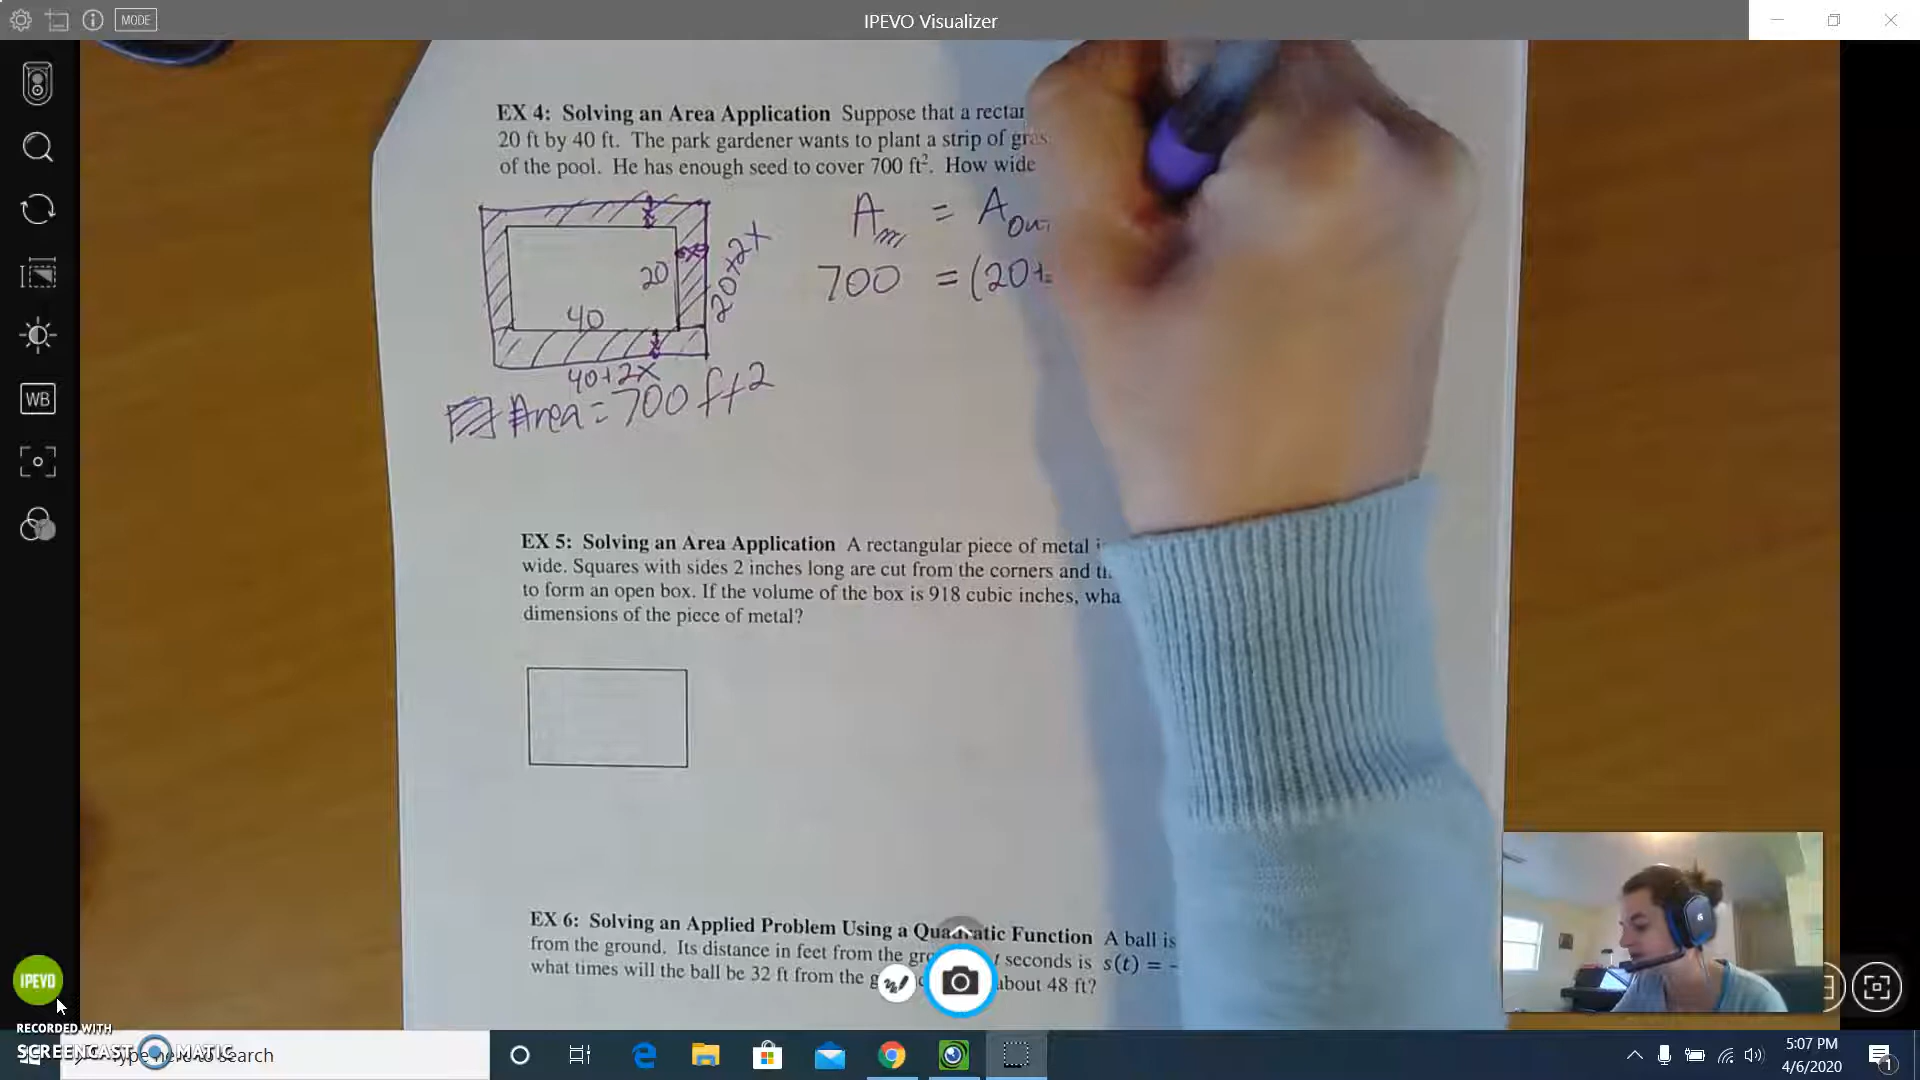 MODE
IPEVO Visualizer
EX 4: Solving an Area Application Suppose that a rectan
20 ft by 40 ft. The park gardener wants to plant a strip of gras
of the pool. He has enough seed to cover 700 ft². How wide
A = A
700 = (20+
x
x
20
20+2x
40
x
40+2x
Area = 700 ft2
EX 5: Solving an Area Application A rectangular piece of metal i
wide. Squares with sides 2 inches long are cut from the corners and
to form an open box. If the volume of the box is 918 cubic inches, wha
dimensions of the piece of metal?
EX 6: Solving an Applied Problem Using a Quadratic Function A ball is
from the ground. Its distance in feet from the t seconds is s(t) = -
what times will the ball be 32 ft from the about 48 ft?
WB
IPEVO
RECORDED WITH
SCREENCAST MATIC
here to search
5:07 PM
4/6/2020
1